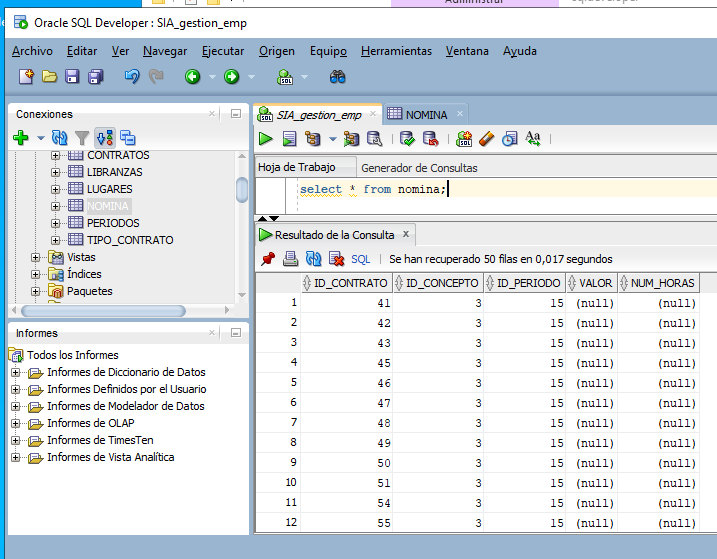 Administrar
Oracle SQL Developer : SIA_gestion_emp
Archivo Editar Ver Navegar Ejecutar Origen Equipo Herramientas Ventana Ayuda
Conexiones
CONTRATOS
LIBRANZAS
LUGARES
NOMINA
PERIODOS
TIPO_CONTRATO
Vistas
Índices
Paquetes
Informes
Todos los Informes
Informes de Diccionario de Datos
Informes Definidos por el Usuario
Informes de Modelador de Datos
Informes de OLAP
Informes de TimesTen
Informes de Vista Analítica
SIA_gestion_emp NOMINA
Hoja de Trabajo Generador de Consultas
select * from nomina;
Resultado de la Consulta
SQL Se han recuperado 50 filas en 0,017 segundos
ID_CONTRATO ID_CONCEPTO ID_PERIODO VALOR NUM_HORAS
1 41 3 15 (null) (null)
2 42 3 15 (null) (null)
3 43 3 15 (null) (null)
4 45 3 15 (null) (null)
5 46 3 15 (null) (null)
6 47 3 15 (null) (null)
7 48 3 15 (null) (null)
8 49 3 15 (null) (null)
9 50 3 15 (null) (null)
10 51 3 15 (null) (null)
11 54 3 15 (null) (null)
12 55 3 15 (null) (null)